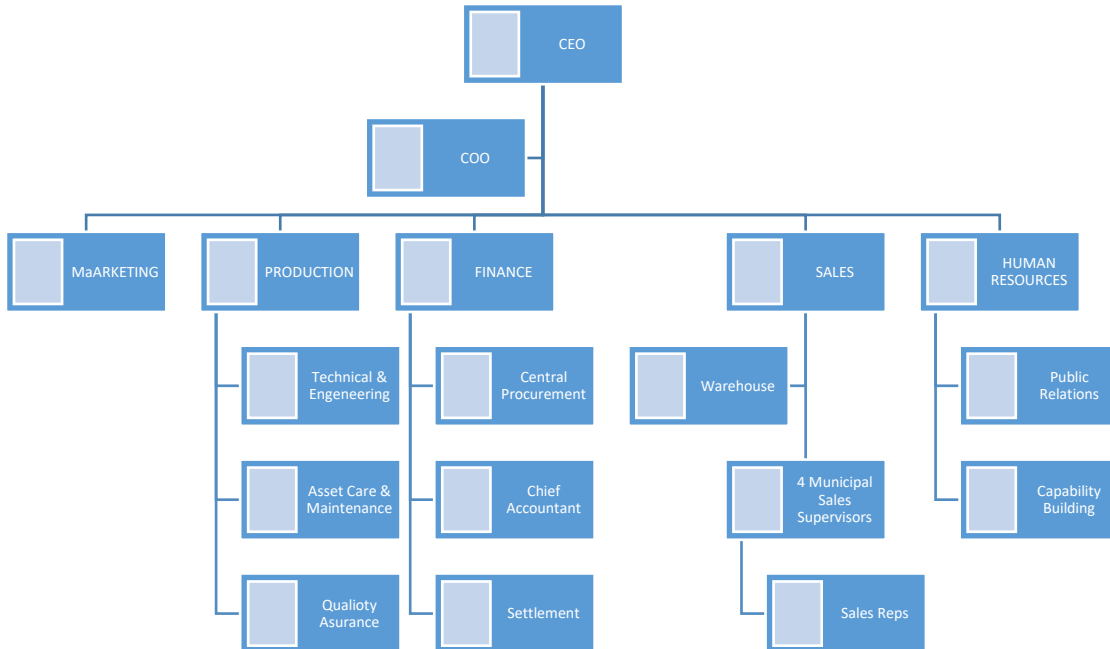 CEO
COO
MaARKETING
PRODUCTION
FINANCE
SALES
HUMAN
RESOURCES
Technical &
Engeneering
Central
Procurement
Warehouse
Public
Relations
Asset Care &
Maintenance
Chief
Accountant
4 Municipal
Sales
Supervisors
Capability
Building
Qualioty
Asurance
Settlement
Sales Reps